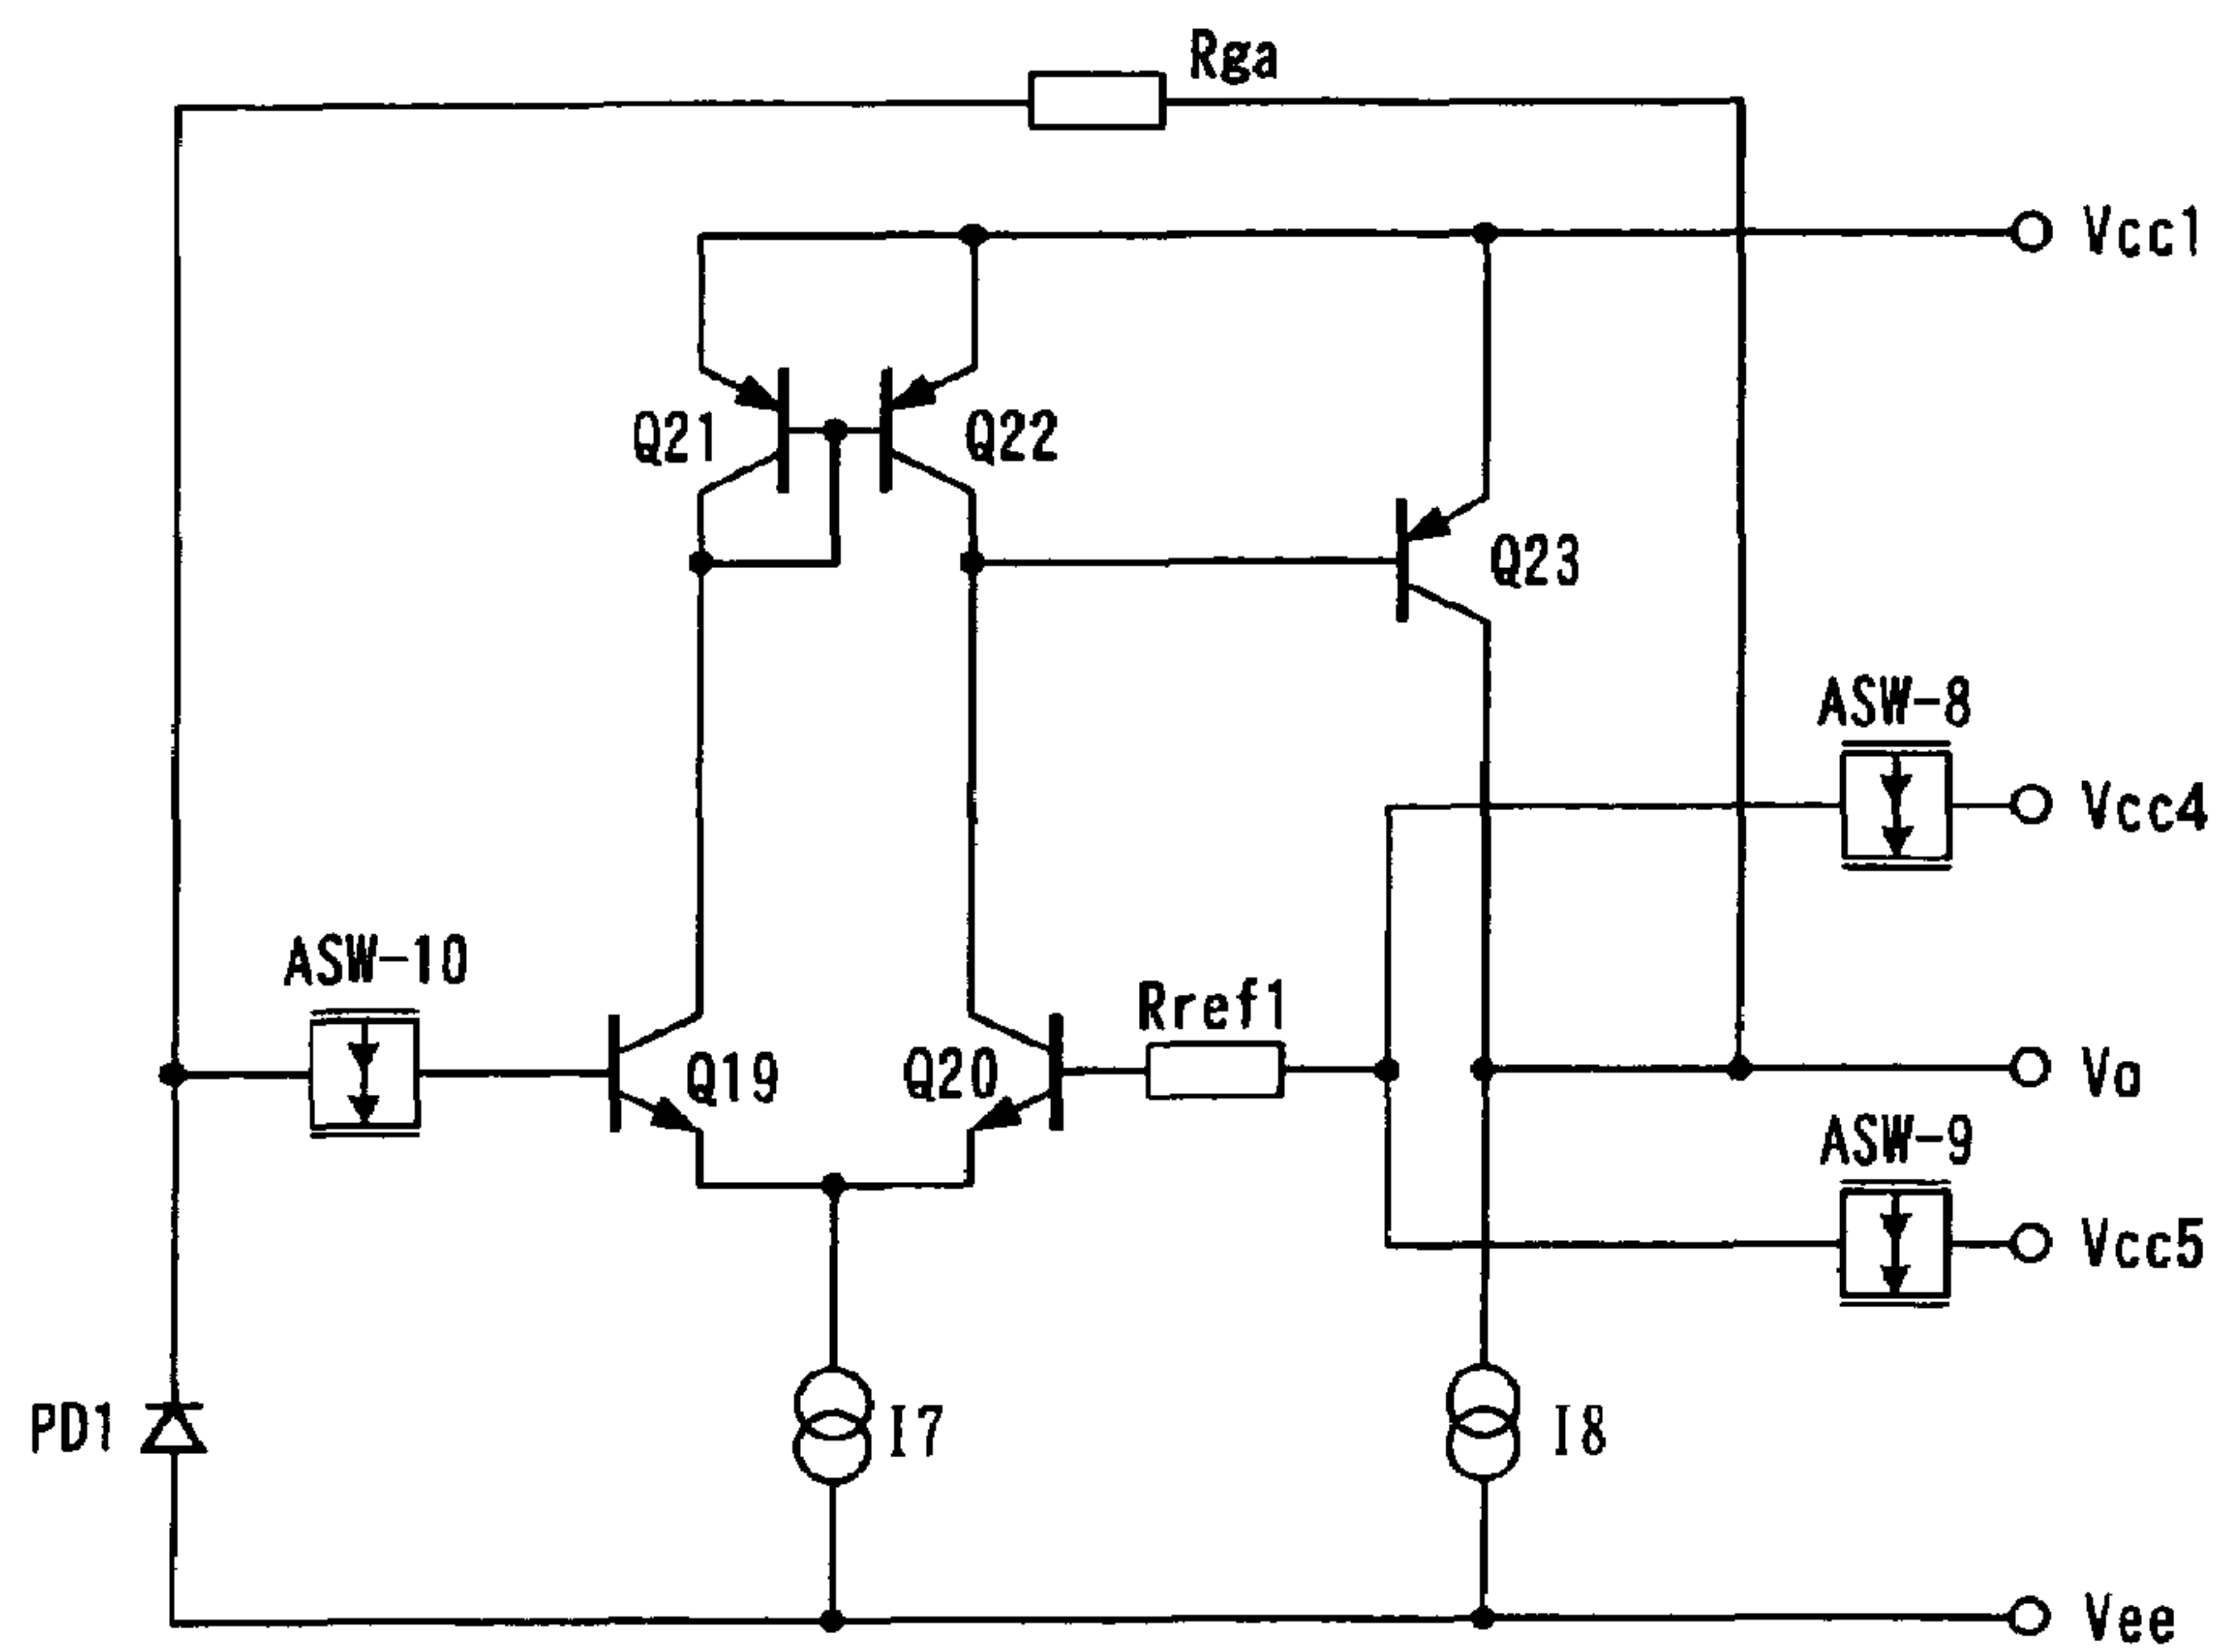 Rga
Vcc1
Q21
Q22
Q23
ASW-8
Vcc4
ASW-10
Rref1
Q19
Q20
Vo
ASW-9
Vcc5
PD1
I7
I8
Vee